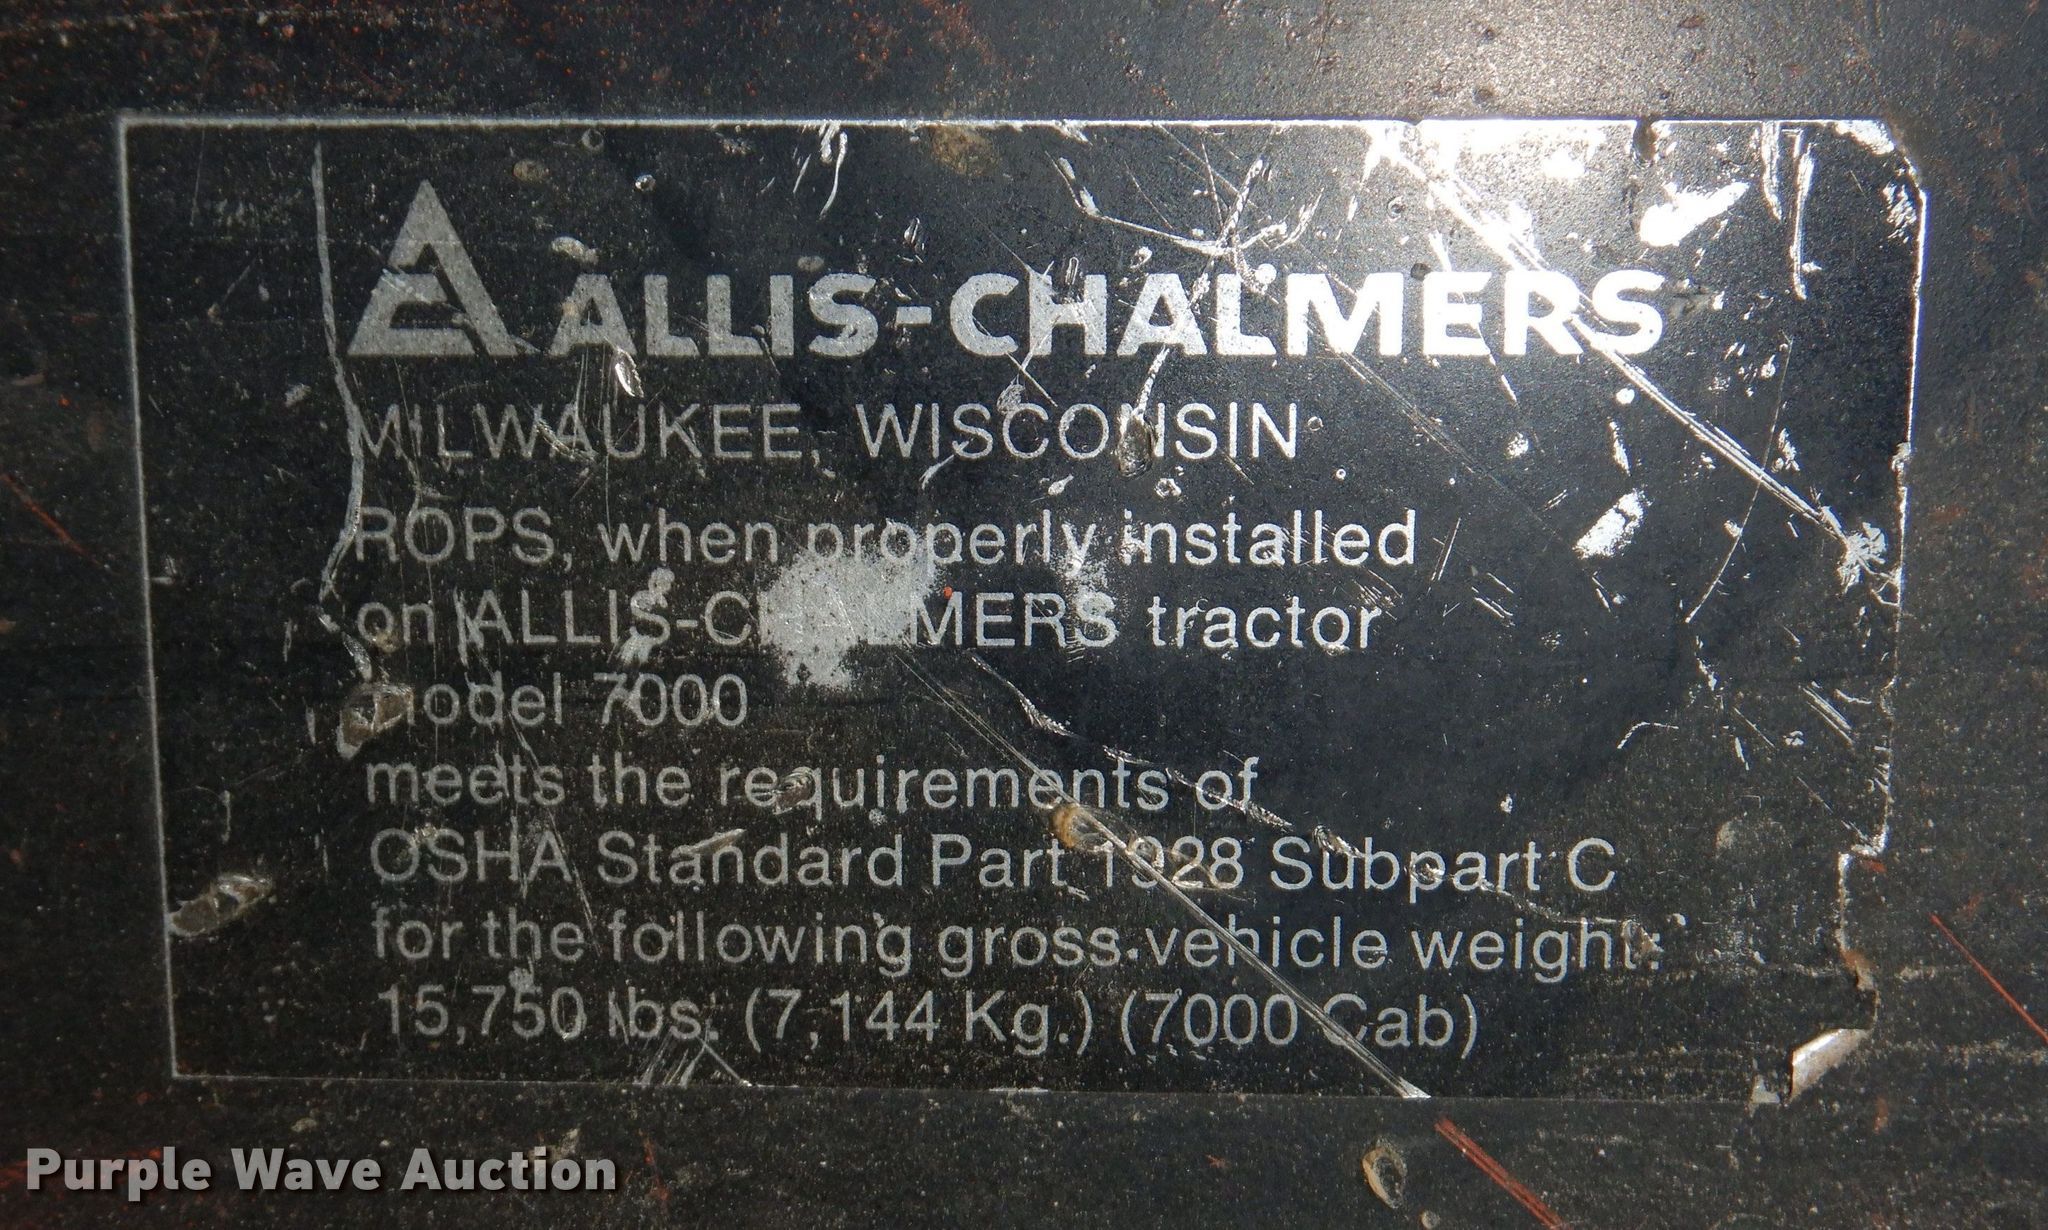 ALLIS-CHALMERS
MILWAUKEE, WISCONSIN
ROPS, when properly installed
on ALLIS-CHALMERS tractor
model 7000
meets the requirements of
OSHA Standard Part 1928 Subpart C
for the following gross vehicle weight:
15,750 lbs. (7,144 Kg.) (7000 Cab)
Purple Wave Auction